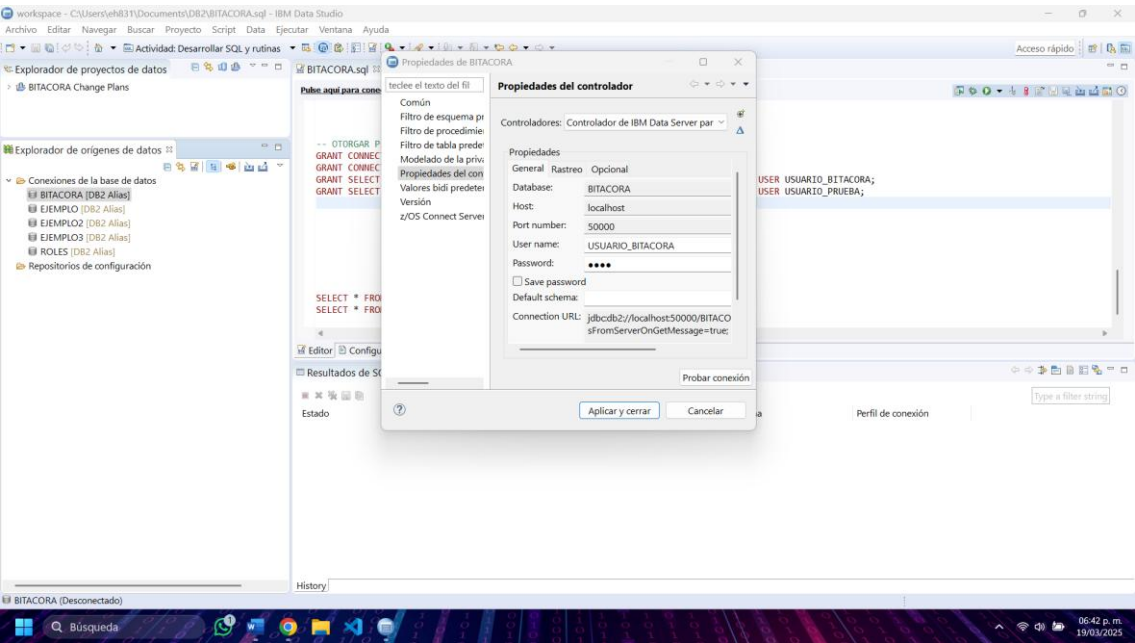 workspace - C:\Users\eh831\Documents\DB2\BITACORA.sql - IBM Data Studio
Archivo Editar Navegar Buscar Proyecto Script Data Ejecutar Ventana Ayuda
Actividad: Desarrollar SQL y rutinas
Acceso rápido
Explorador de proyectos de datos
BITACORA Change Plans
Explorador de orígenes de datos
Conexiones de la base de datos
BITACORA [DB2 Alias]
EJEMPLO [DB2 Alias]
EJEMPLO2 [DB2 Alias]
EJEMPLO3 [DB2 Alias]
ROLES [DB2 Alias]
Repositorios de configuración
BITACORA.sql
Pulse aquí para cone
-- OTORGAR P
GRANT CONNEC
GRANT CONNEC
GRANT SELECT
USER USUARIO_BITACORA;
GRANT SELECT
USER USUARIO_PRUEBA;
SELECT * FRO
SELECT * FRO
Editor Configu
Propiedades de BITACORA
teclee el texto del fil
Común
Filtro de esquema pr
Filtro de procedimie
Filtro de tabla predet
Modelado de la priva
Propiedades del con
Valores bidi predeter
Versión
z/OS Connect Server
Propiedades del controlador
Controladores: Controlador de IBM Data Server par
Propiedades
General Rastreo Opcional
Database: BITACORA
Host: localhost
Port number: 50000
User name: USUARIO_BITACORA
Password: ●●●●
Save password
Default schema:
Connection URL: jdbc:db2://localhost:50000/BITACO
sFromServerOnGetMessage=true;
Probar conexión
Aplicar y cerrar Cancelar
Resultados de SQ
Type a filter string
Estado
a
Perfil de conexión
History
BITACORA (Desconectado)
Búsqueda
06:42 p. m.
19/03/2025